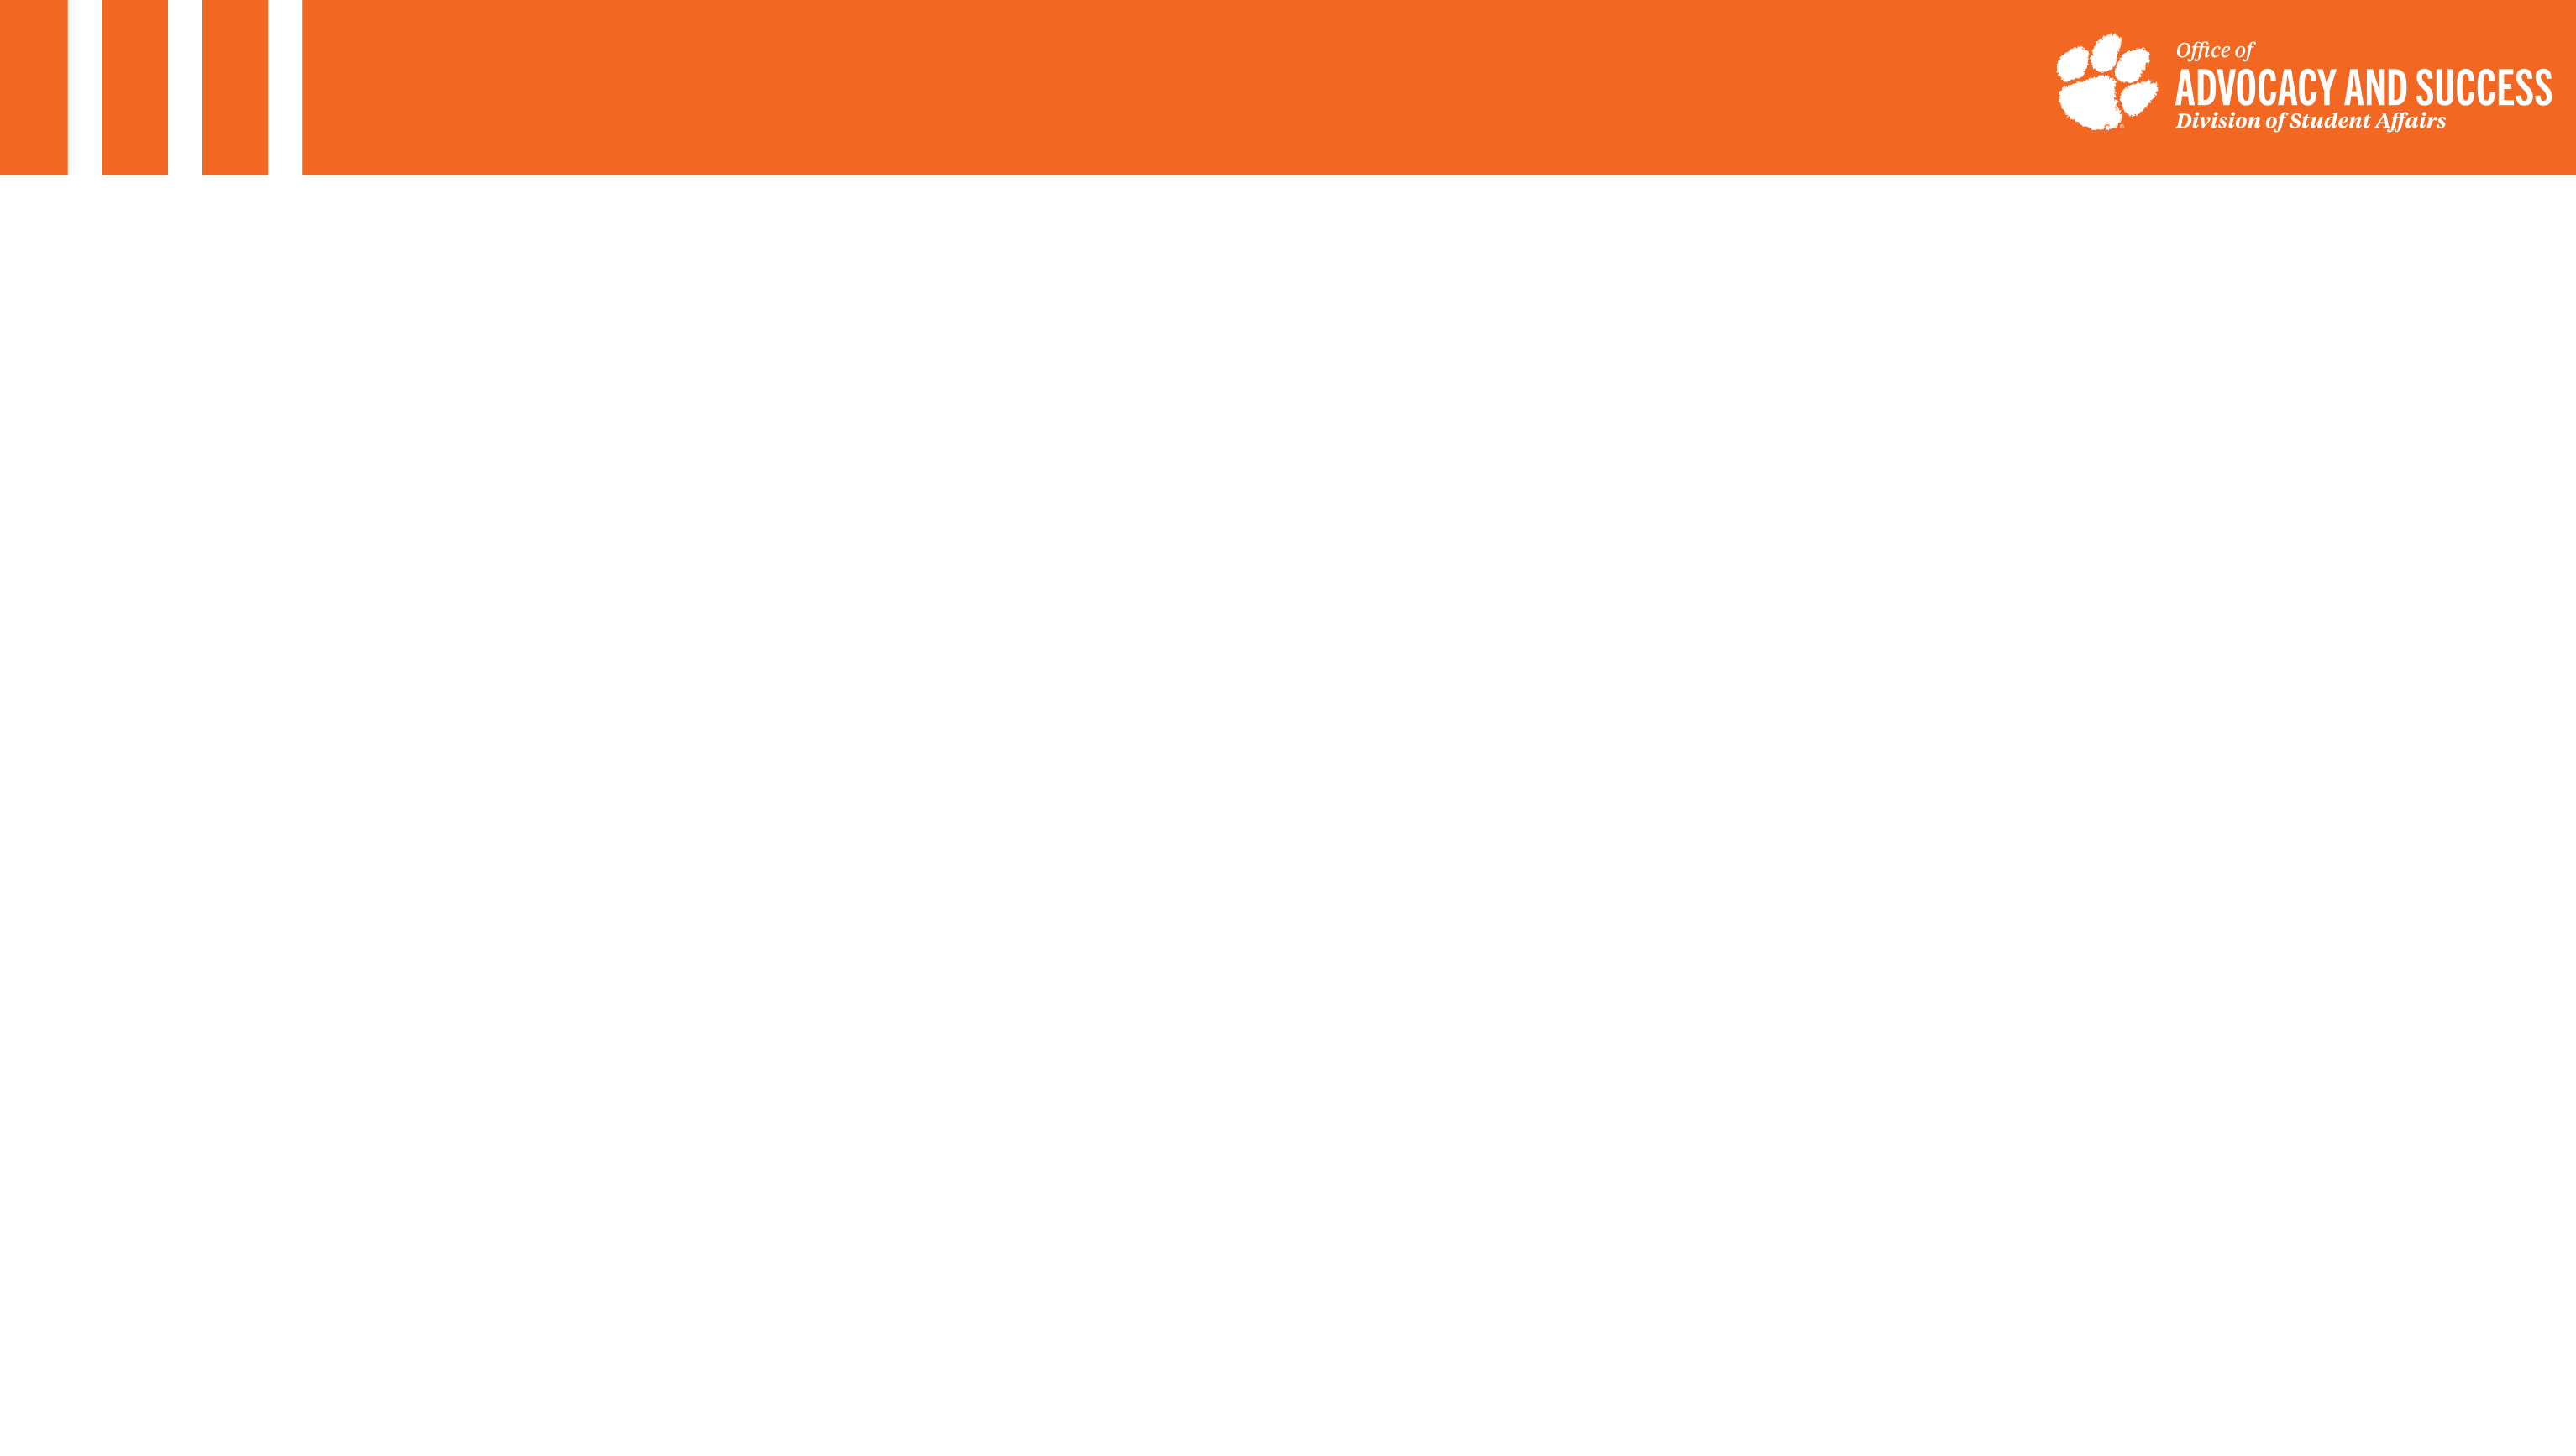 Office of
ADVOCACY AND SUCCESS
Division of Student Affairs